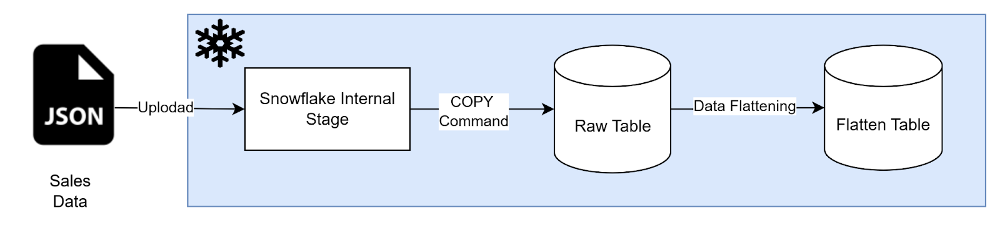 JSON
Sales
Data
Uplodad
Snowflake Internal
Stage
COPY
Command
Raw Table
Data Flattening
Flatten Table